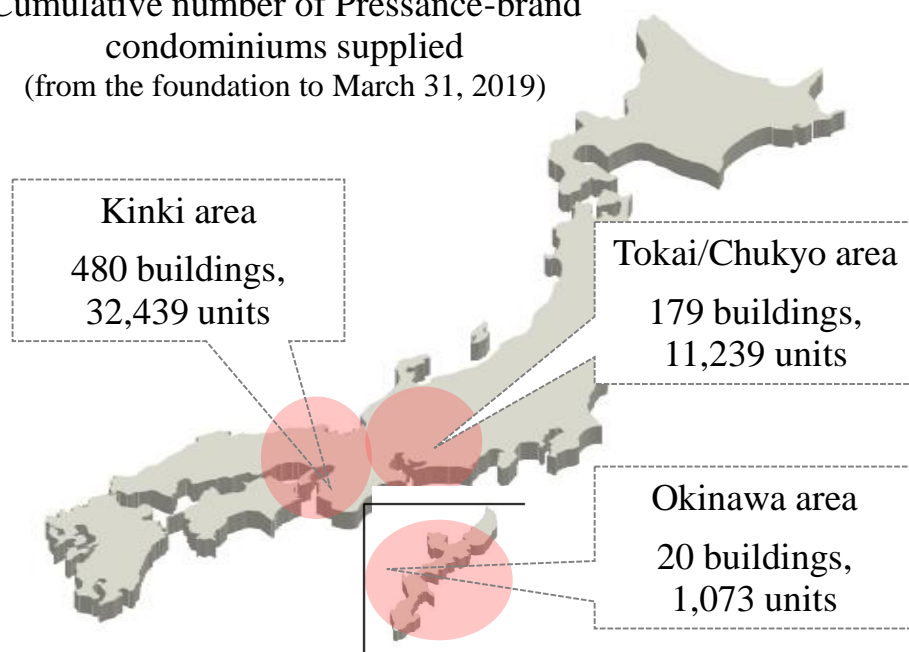 Cumulative number of Pressance-brand
condominiums supplied
(from the foundation to March 31, 2019)
Kinki area
480 buildings,
32,439 units
Tokai/Chukyo area
179 buildings,
11,239 units
Okinawa area
20 buildings,
1,073 units